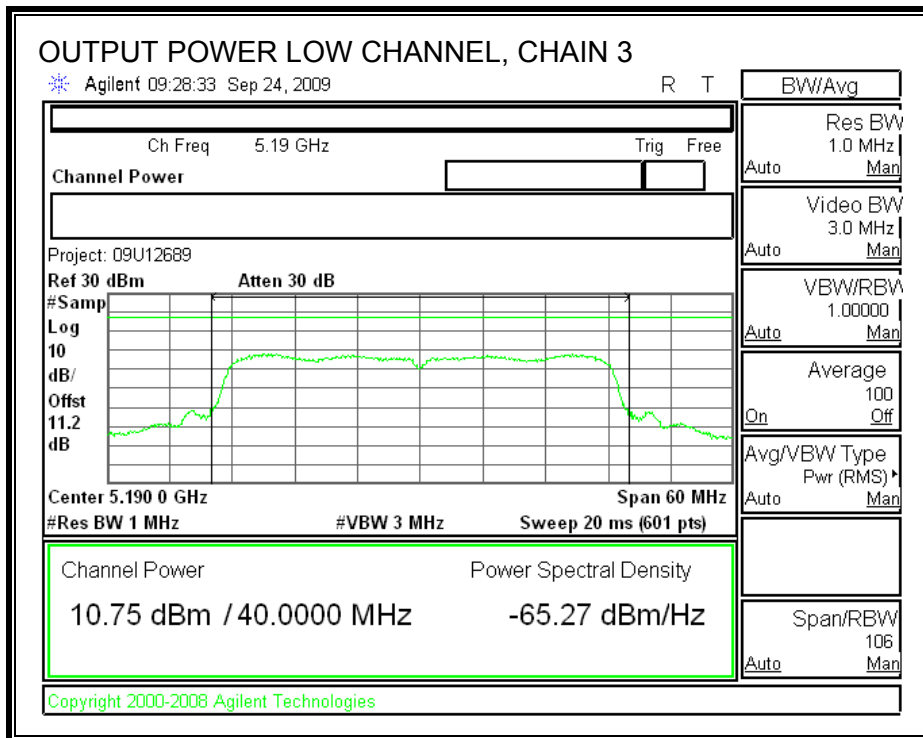 OUTPUT POWER LOW CHANNEL, CHAIN 3
Agilent 09:28:33 Sep 24, 2009 R T
Ch Freq 5.19 GHz Trig Free
Channel Power
Project: 09U12689
Ref 30 dBm Atten 30 dB
#Samp
Log
10
dB/
Offst
11.2
dB
Center 5.190 0 GHz Span 60 MHz
#Res BW 1 MHz #VBW 3 MHz Sweep 20 ms (601 pts)
Channel Power Power Spectral Density
10.75 dBm / 40.0000 MHz -65.27 dBm/Hz
Copyright 2000-2008 Agilent Technologies
BW/Avg
Res BW
1.0 MHz
Auto Man
Video BW
3.0 MHz
Auto Man
VBW/RBW
1.00000
Auto Man
Average
100
On Off
Avg/VBW Type
Pwr (RMS)
Auto Man
Span/RBW
106
Auto Man